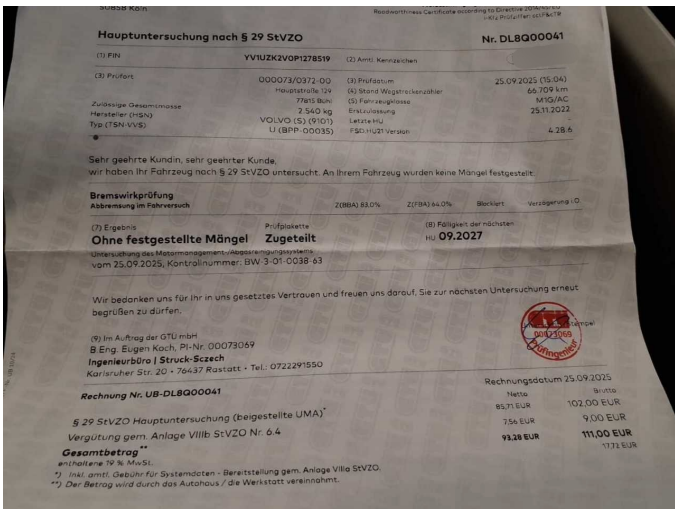 50858 Köln
Roadworthiness Certificate according to Directive 2014/45/EU
Hauptuntersuchung nach § 29 StVZO
Nr. DL8Q00041
(1) FIN YV1UZK2V0P1278519 (2) Amtl. Kennzeichen
(3) Prüfort 000073/0372-00 (3) Prüfdatum 25.09.2025 (15:04)
Hauptstraße 129 (4) Stand Wegstreckenzähler 66.709 km
77815 Bühl (5) Fahrzeugklasse M1G/AC
Zulässige Gesamtmasse 2.540 kg Erstzulassung 25.11.2022
Hersteller (HSN) VOLVO (S) (9101) Letzte HU -
Typ (TSN-VVS) U (BPP-00035) FSD HU21 Version 4.28.6
Sehr geehrte Kundin, sehr geehrter Kunde,
wir haben Ihr Fahrzeug nach § 29 StVZO untersucht. An Ihrem Fahrzeug wurden keine Mängel festgestellt.
Bremswirkprüfung
Abbremsung im Fahrversuch Z(BBA) 83,0% Z(FBA) 64,0% Blockiert Verzögerung i.O.
(7) Ergebnis Prüfplakette (8) Fälligkeit der nächsten
Ohne festgestellte Mängel Zugeteilt HU 09.2027
Untersuchung des Motormanagement-/Abgasreinigungssystems
vom 25.09.2025, Kontrollnummer: BW-3-01-0038-63
Wir bedanken uns für Ihr in uns gesetztes Vertrauen und freuen uns darauf, Sie zur nächsten Untersuchung erneut
begrüßen zu dürfen.
(9) Im Auftrag der GTÜ mbH
B.Eng. Eugen Koch, PI-Nr. 00073069
Ingenieurbüro | Struck-Sczech
Karlsruher Str. 20 • 76437 Rastatt • Tel.: 0722291550
00073069
Prüfingenieur
Rechnung Nr. UB-DL8Q00041 Rechnungsdatum 25.09.2025
Netto Brutto
§ 29 StVZO Hauptuntersuchung (beigestellte UMA)* 85,71 EUR 102,00 EUR
Vergütung gem. Anlage VIIIb StVZO Nr. 6.4 7,56 EUR 9,00 EUR
Gesamtbetrag** 93,28 EUR 111,00 EUR
enthaltene 19 % MwSt. 17,72 EUR
*) Inkl. amtl. Gebühr für Systemdaten - Bereitstellung gem. Anlage VIIIa StVZO.
**) Der Betrag wird durch das Autohaus / die Werkstatt vereinnahmt.